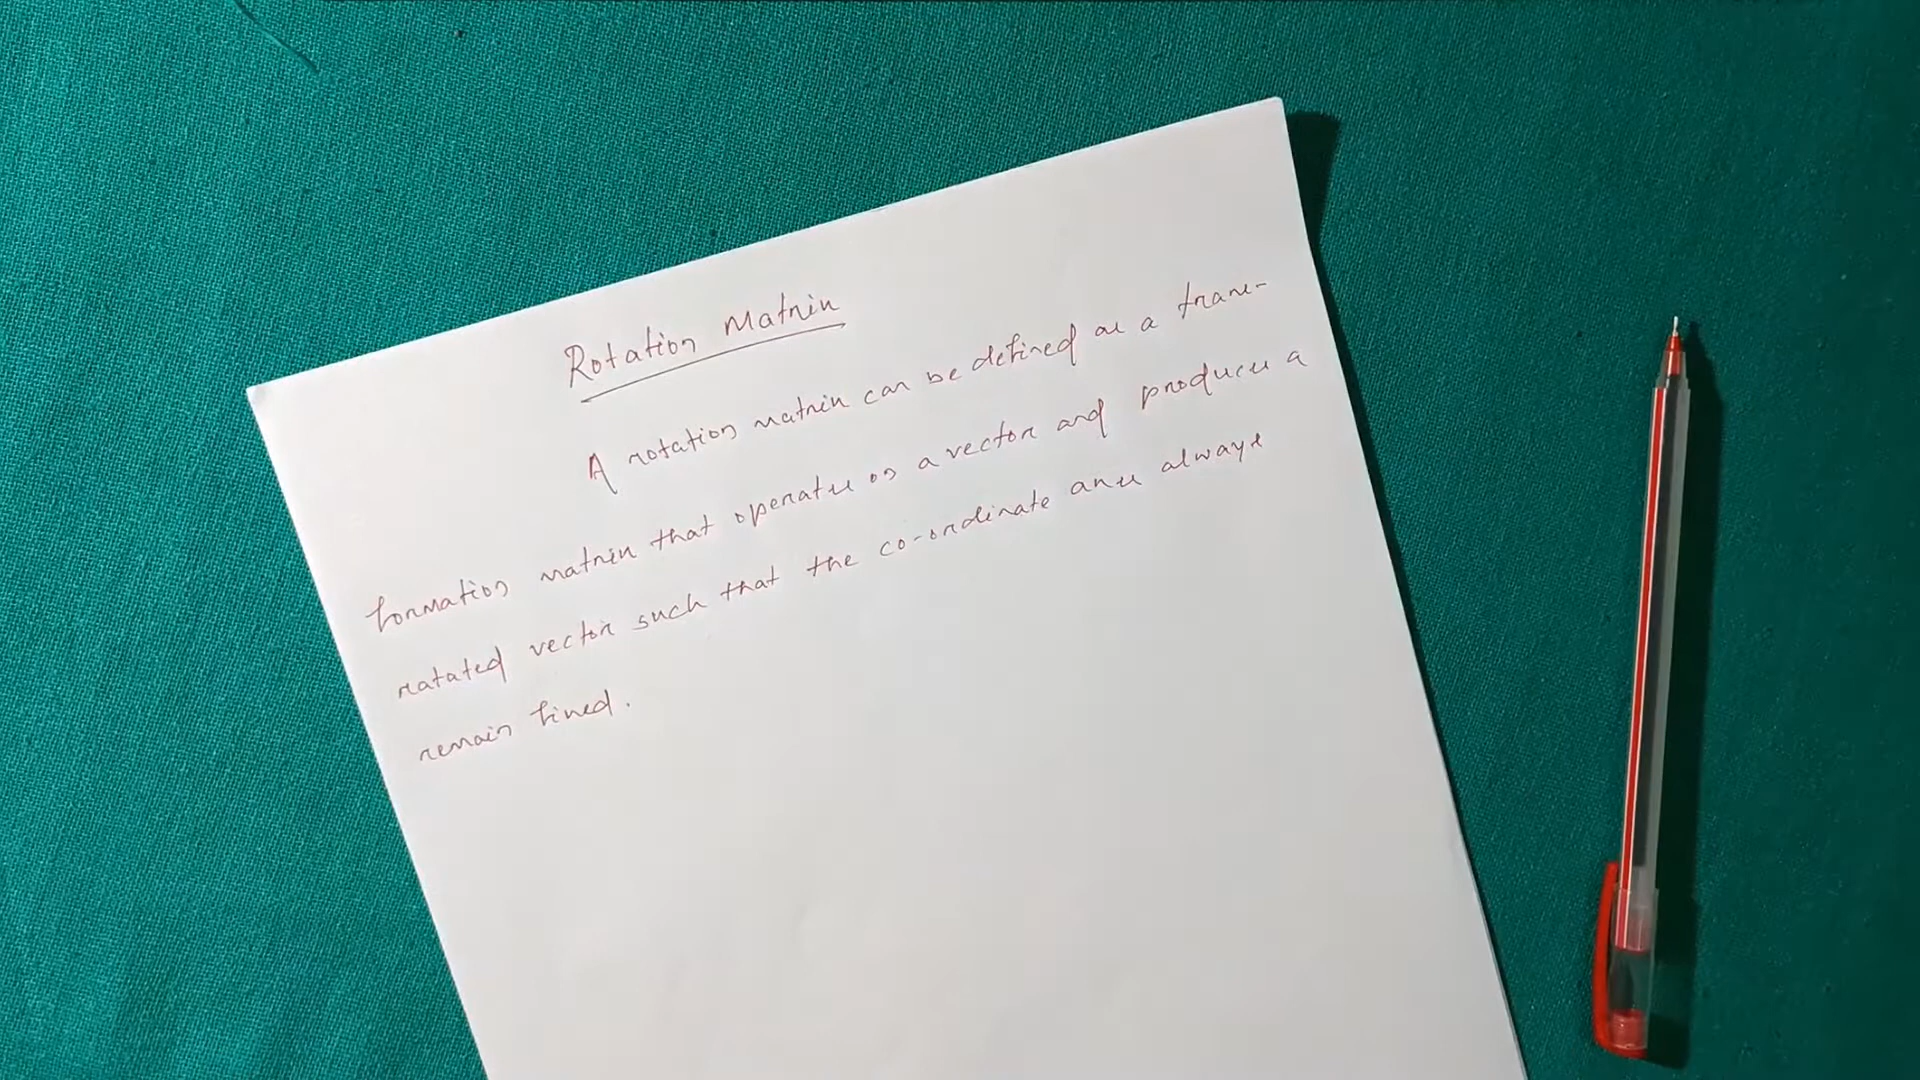 Rotation Matrix
A rotation matrix can be defined as a trans-
formation matrix that operates on a vector and produces a
rotated vector such that the co-ordinate axes always
remain fixed.